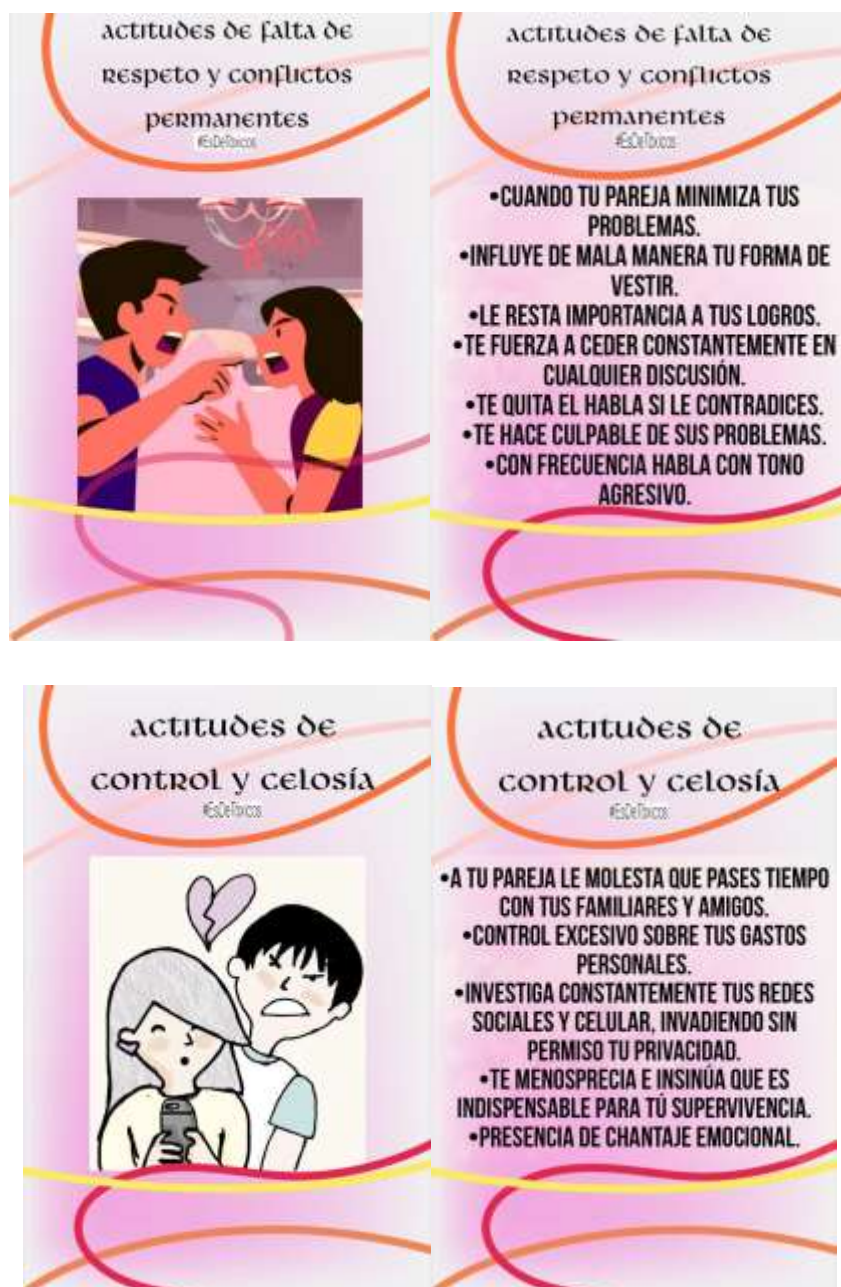 actitudes de falta de
respeto y conflictos
permanentes
#EsDeToxicos
actitudes de falta de
respeto y conflictos
permanentes
#EsDeToxicos
•CUANDO TU PAREJA MINIMIZA TUS
PROBLEMAS.
•INFLUYE DE MALA MANERA TU FORMA DE
VESTIR.
•LE RESTA IMPORTANCIA A TUS LOGROS.
•TE FUERZA A CEDER CONSTANTEMENTE EN
CUALQUIER DISCUSIÓN.
•TE QUITA EL HABLA SI LE CONTRADICES.
•TE HACE CULPABLE DE SUS PROBLEMAS.
•CON FRECUENCIA HABLA CON TONO
AGRESIVO.
actitudes de
control y celosía
#EsDeToxicos
actitudes de
control y celosía
#EsDeToxicos
•A TU PAREJA LE MOLESTA QUE PASES TIEMPO
CON TUS FAMILIARES Y AMIGOS.
•CONTROL EXCESIVO SOBRE TUS GASTOS
PERSONALES.
•INVESTIGA CONSTANTEMENTE TUS REDES
SOCIALES Y CELULAR, INVADIENDO SIN
PERMISO TU PRIVACIDAD.
•TE MENOSPRECIA E INSINÚA QUE ES
INDISPENSABLE PARA TÚ SUPERVIVENCIA.
•PRESENCIA DE CHANTAJE EMOCIONAL.